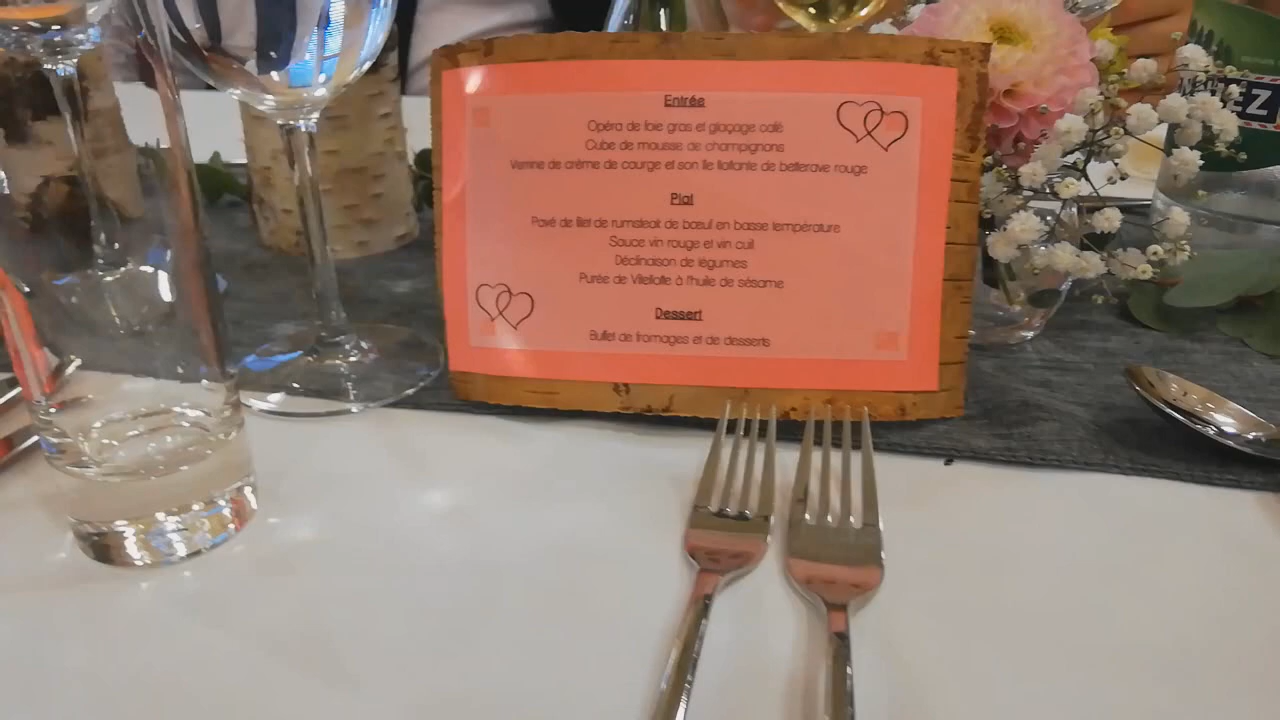 Entrée
Opéra de foie gras et glaçage café
Cube de mousse de champignons
Verrine de crème de courge et son île flottante de betterave rouge
Plat
Pavé de filet de rumsteak de bœuf en basse température
Sauce vin rouge et vin cuit
Déclinaison de légumes
Purée de Vitelotte à l'huile de sésame
Dessert
Buffet de fromages et de desserts